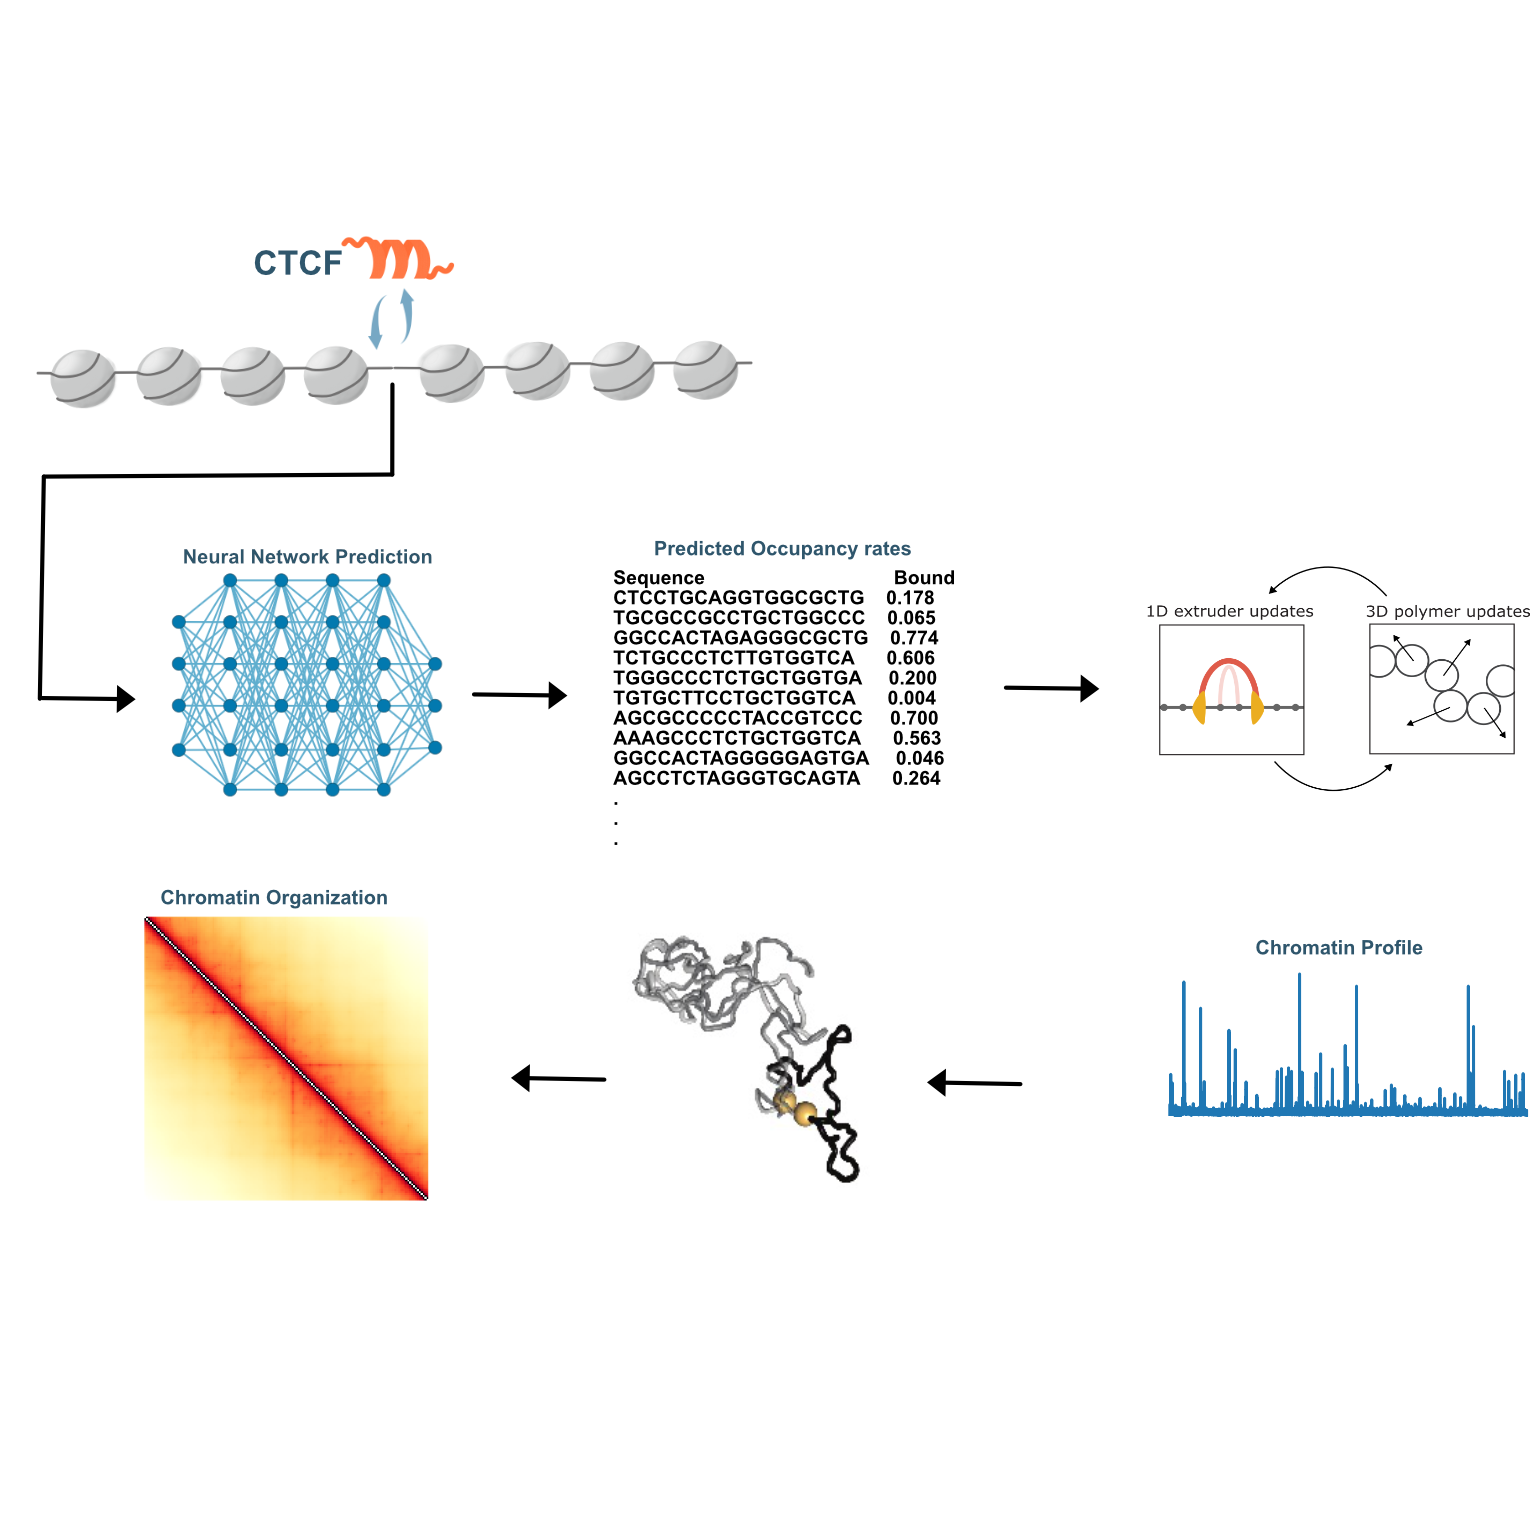 CTCF
Neural Network Prediction
Predicted Occupancy rates
Sequence Bound
CTCCTGCAGGTGGCGCTG 0.178
TGCGCCGCCTGCTGGCCC 0.065
GGCCACTAGAGGGCGCTG 0.774
TCTGCCCTCTTGTGGTCA 0.606
TGGGCCCTCTGCTGGTGA 0.200
TGTGCTTCCTGCTGGTCA 0.004
AGCGCCCCCTACCGTCCC 0.700
AAAGCCCTCTGCTGGTCA 0.563
GGCCACTAGGGGGAGTGA 0.046
AGCCTCTAGGGTGCAGTA 0.264
.
.
.
1D extruder updates 3D polymer updates
Chromatin Organization
Chromatin Profile